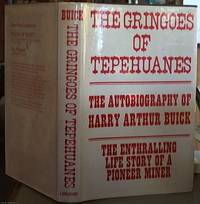 THE GRINGOES
OF
TEPEHUANES
THE AUTOBIOGRAPHY OF
HARRY ARTHUR BUICK
THE ENTHRALLING
LIFE STORY OF A
PIONEER MINER
BUICK THE GRINGOES OF TEPEHUANES